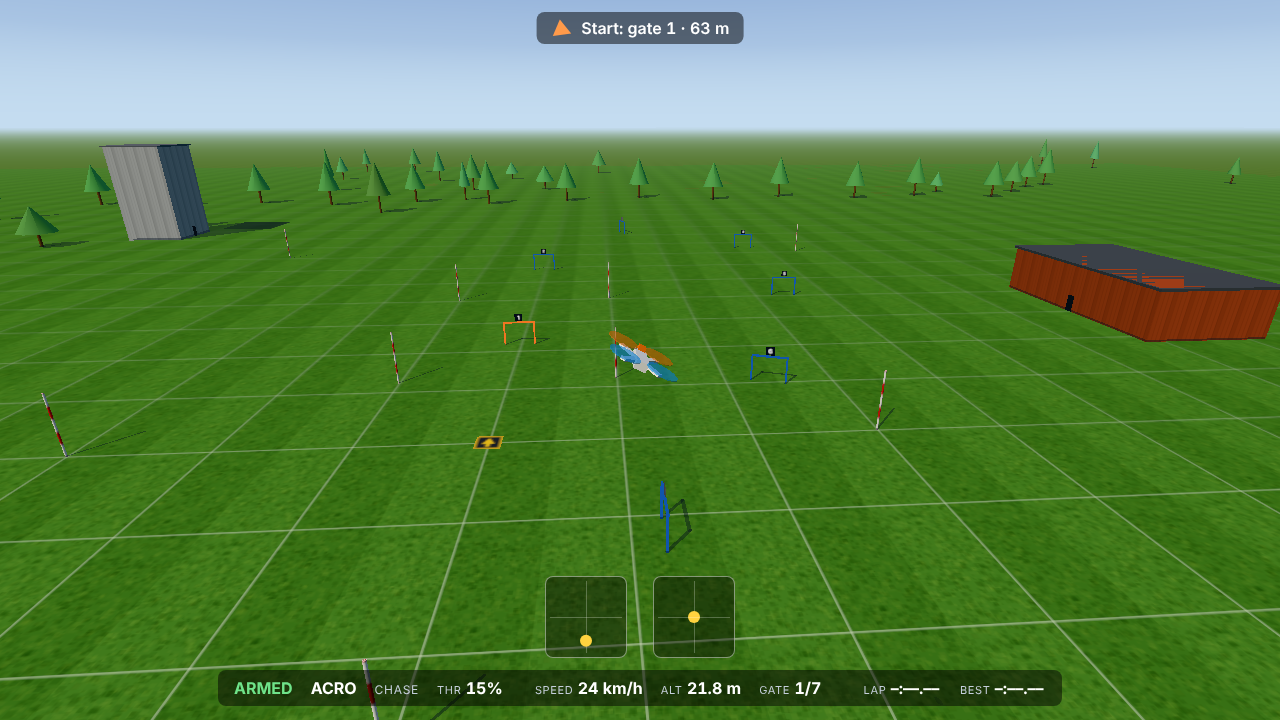 Start: gate 1 · 63 m
1
ARMED ACRO CHASE THR 15% SPEED 24 km/h ALT 21.8 m GATE 1/7 LAP –:––.–– BEST –:––.––